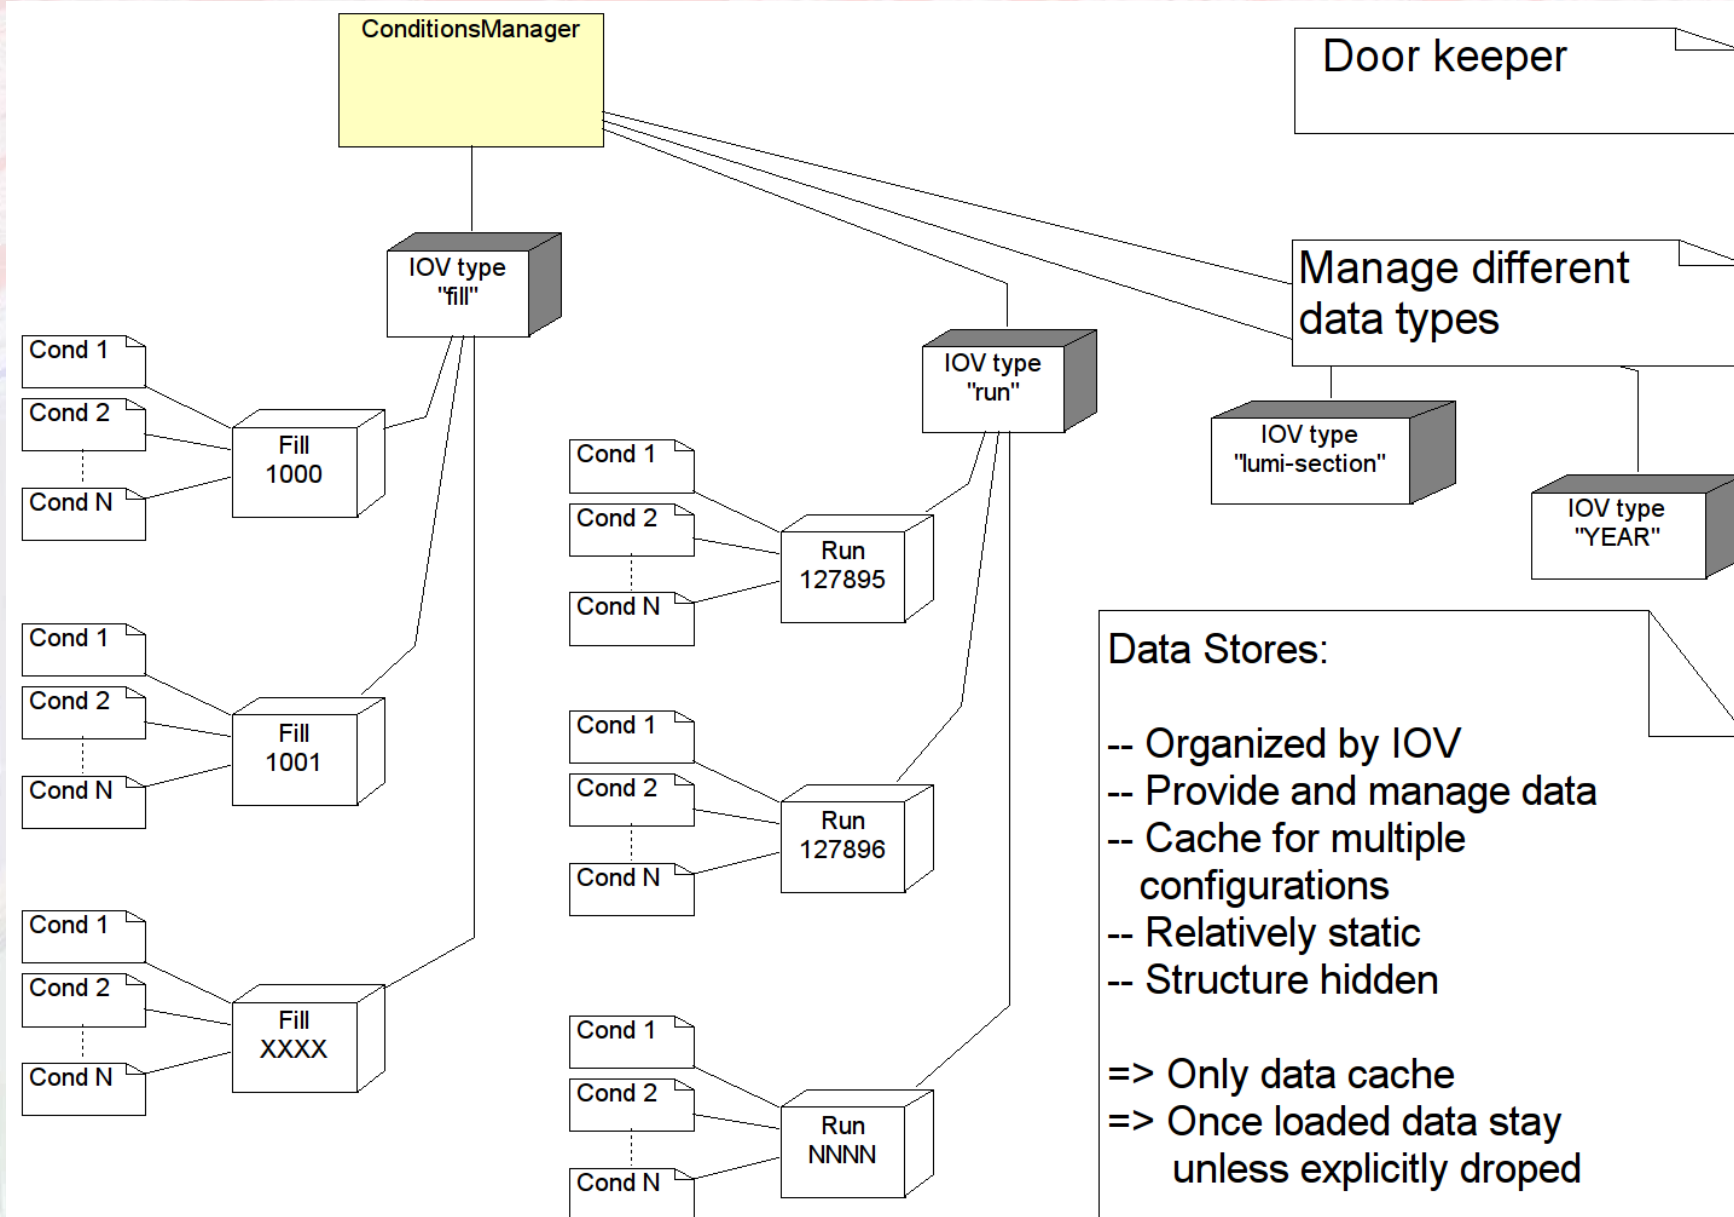 ConditionsManager
Door keeper
IOV type
"fill"
Manage different
data types
IOV type
"run"
IOV type
"lumi-section"
IOV type
"YEAR"
Cond 1
Cond 2
Cond N
Fill
1000
Cond 1
Cond 2
Cond N
Fill
1001
Cond 1
Cond 2
Cond N
Fill
XXXX
Cond 1
Cond 2
Cond N
Run
127895
Cond 1
Cond 2
Cond N
Run
127896
Cond 1
Cond 2
Cond N
Run
NNNN
Data Stores:
-- Organized by IOV
-- Provide and manage data
-- Cache for multiple
configurations
-- Relatively static
-- Structure hidden
=> Only data cache
=> Once loaded data stay
unless explicitly droped